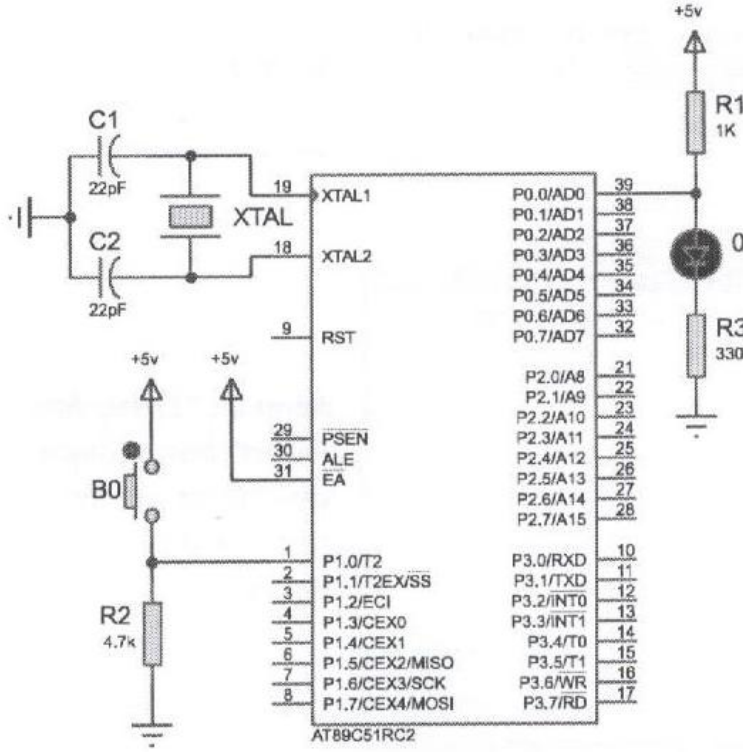 +5v
R1
1K
C1
22pF
XTAL
C2
22pF
19 XTAL1
18 XTAL2
9 RST
29 PSEN
30 ALE
31 EA
1 P1.0/T2
2 P1.1/T2EX/SS
3 P1.2/ECI
4 P1.3/CEX0
5 P1.4/CEX1
6 P1.5/CEX2/MISO
7 P1.6/CEX3/SCK
8 P1.7/CEX4/MOSI
P0.0/AD0 39
P0.1/AD1 38
P0.2/AD2 37
P0.3/AD3 36
P0.4/AD4 35
P0.5/AD5 34
P0.6/AD6 33
P0.7/AD7 32
P2.0/A8 21
P2.1/A9 22
P2.2/A10 23
P2.3/A11 24
P2.4/A12 25
P2.5/A13 26
P2.6/A14 27
P2.7/A15 28
P3.0/RXD 10
P3.1/TXD 11
P3.2/INT0 12
P3.3/INT1 13
P3.4/T0 14
P3.5/T1 15
P3.6/WR 16
P3.7/RD 17
0
R3
330
+5v
+5v
B0
R2
4.7k
AT89C51RC2